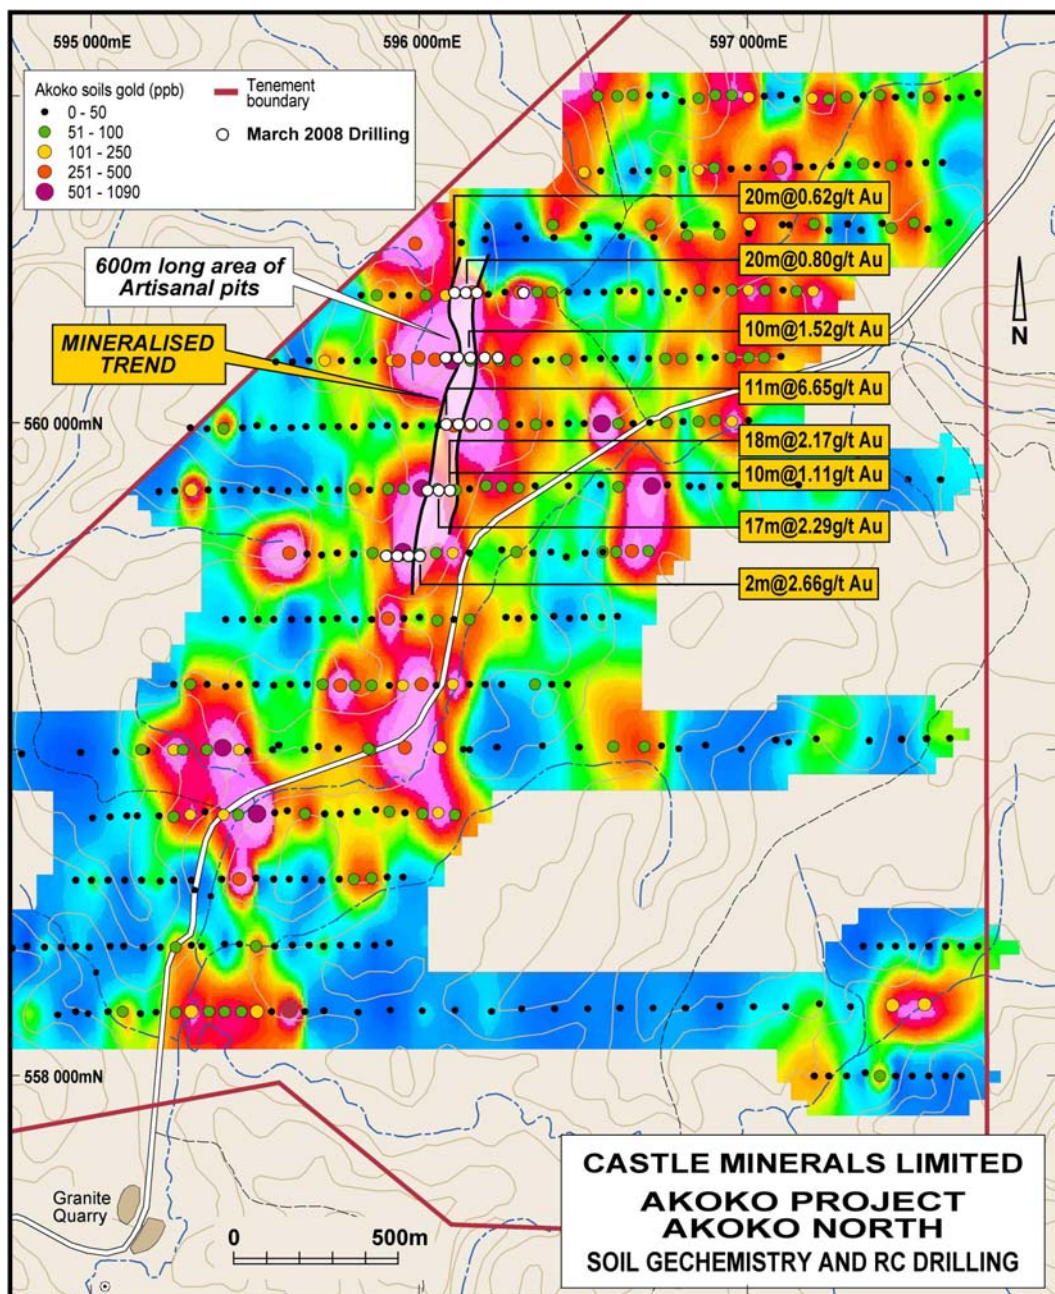 595 000mE
596 000mE
597 000mE
Akoko soils gold (ppb)
0 - 50
51 - 100
101 - 250
251 - 500
501 - 1090
Tenement
boundary
March 2008 Drilling
20m@0.62g/t Au
600m long area of
Artisanal pits
20m@0.80g/t Au
N
10m@1.52g/t Au
MINERALISED
TREND
11m@6.65g/t Au
560 000mN
18m@2.17g/t Au
10m@1.11g/t Au
17m@2.29g/t Au
2m@2.66g/t Au
558 000mN
Granite
Quarry
0
500m
CASTLE MINERALS LIMITED
AKOKO PROJECT
AKOKO NORTH
SOIL GECHEMISTRY AND RC DRILLING